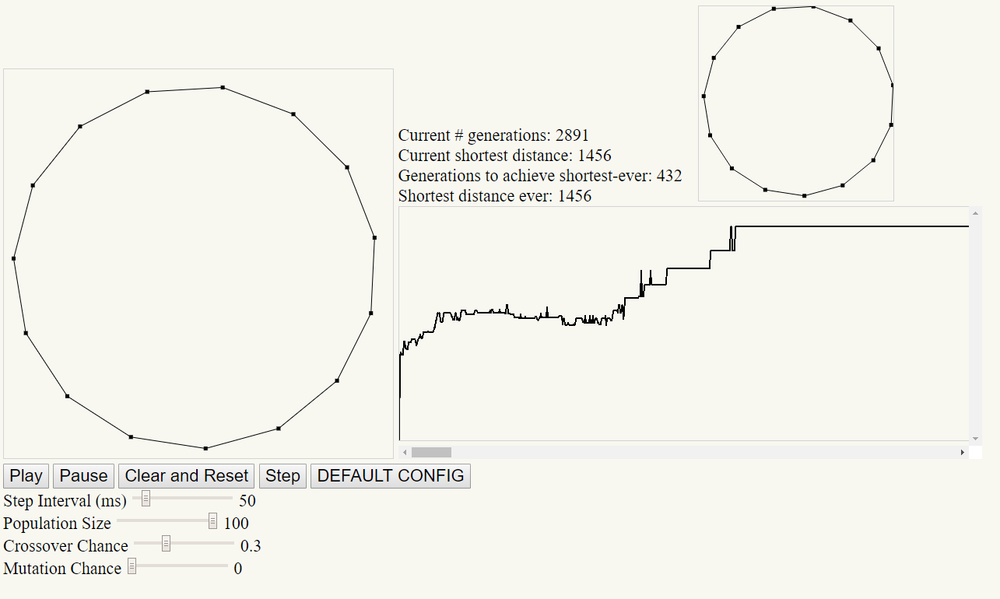 Current # generations: 2891
Current shortest distance: 1456
Generations to achieve shortest-ever: 432
Shortest distance ever: 1456
Play Pause Clear and Reset Step DEFAULT CONFIG
Step Interval (ms) 50
Population Size 100
Crossover Chance 0.3
Mutation Chance 0